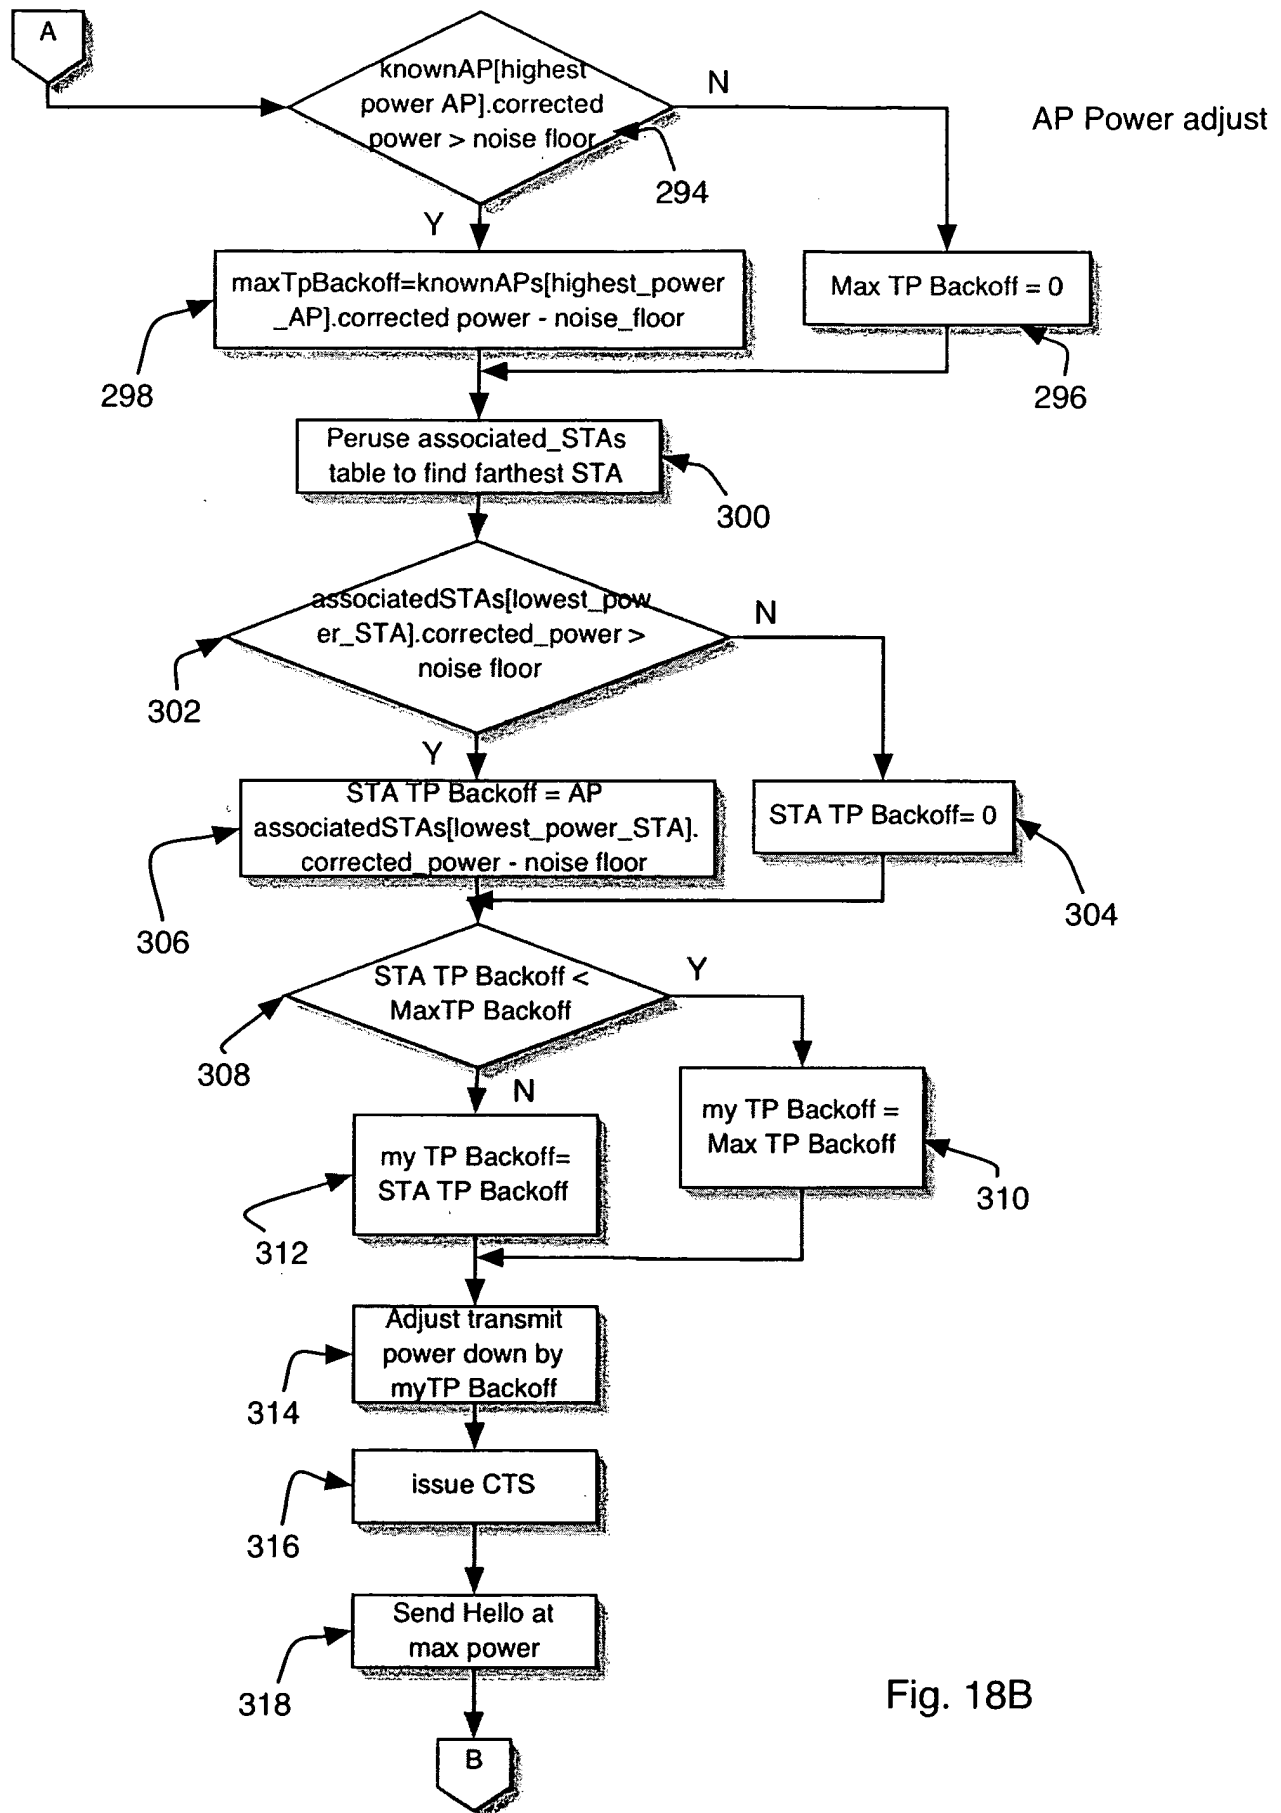 A
knownAP[highest
power AP].corrected
power > noise floor
N
AP Power adjust
294
Y
maxTpBackoff=knownAPs[highest_power
_AP].corrected power - noise_floor
Max TP Backoff = 0
298
296
Peruse associated_STAs
table to find farthest STA
300
associatedSTAs[lowest_pow
er_STA].corrected_power >
noise floor
N
302
Y
STA TP Backoff = AP
associatedSTAs[lowest_power_STA].
corrected_power - noise floor
STA TP Backoff= 0
304
306
STA TP Backoff <
MaxTP Backoff
Y
308
N
my TP Backoff =
Max TP Backoff
my TP Backoff=
STA TP Backoff
310
312
Adjust transmit
power down by
myTP Backoff
314
issue CTS
316
Send Hello at
max power
318
Fig. 18B
B